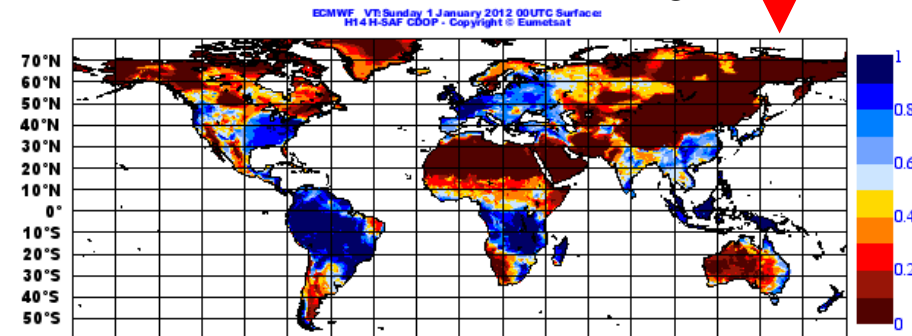 ECMWF VT:Sunday 1 January 2012 00UTC Surface:
H14 H-SAF CDOP - Copyright © Eumetsat
70°N
60°N
50°N
40°N
30°N
20°N
10°N
0°
10°S
20°S
30°S
40°S
50°S
1
0.8
0.6
0.4
0.2
0